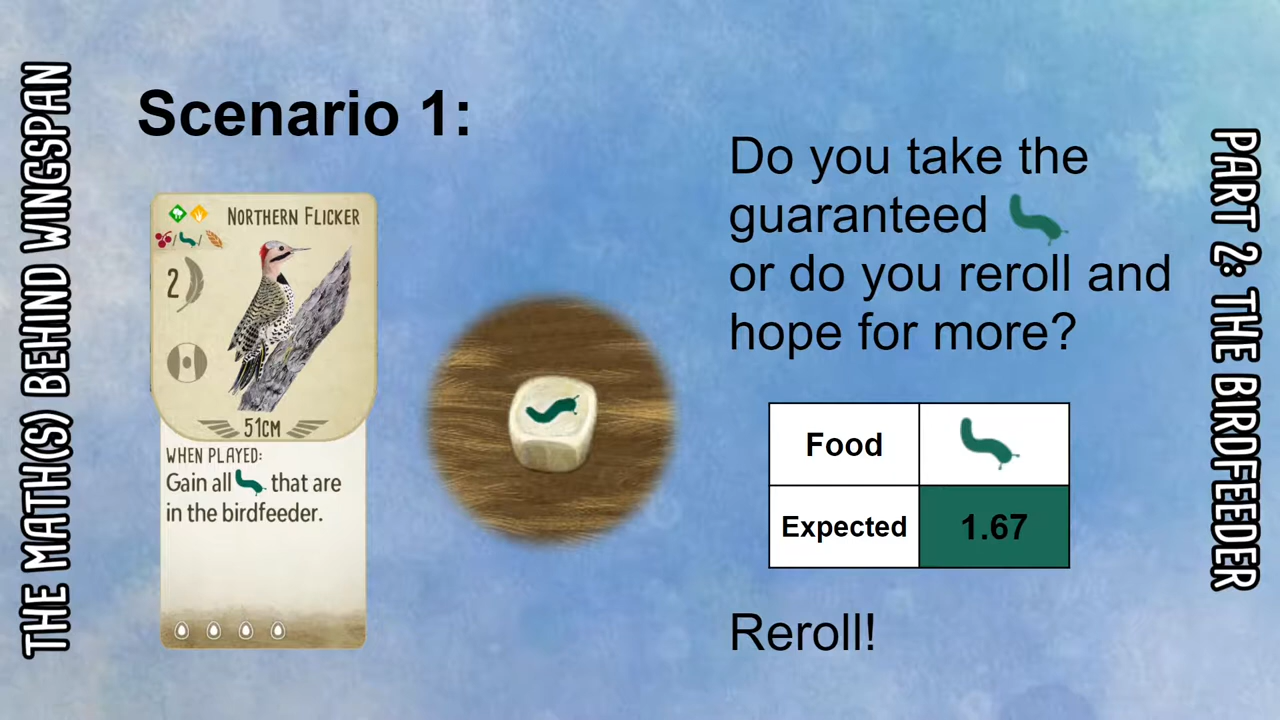 THE MATH(S) BEHIND WINGSPAN
Scenario 1:
NORTHERN FLICKER
2
51CM
WHEN PLAYED:
Gain all that are
in the birdfeeder.
Do you take the
guaranteed
or do you reroll and
hope for more?
Food
Expected 1.67
Reroll!
PART 2: THE BIRDFEEDER